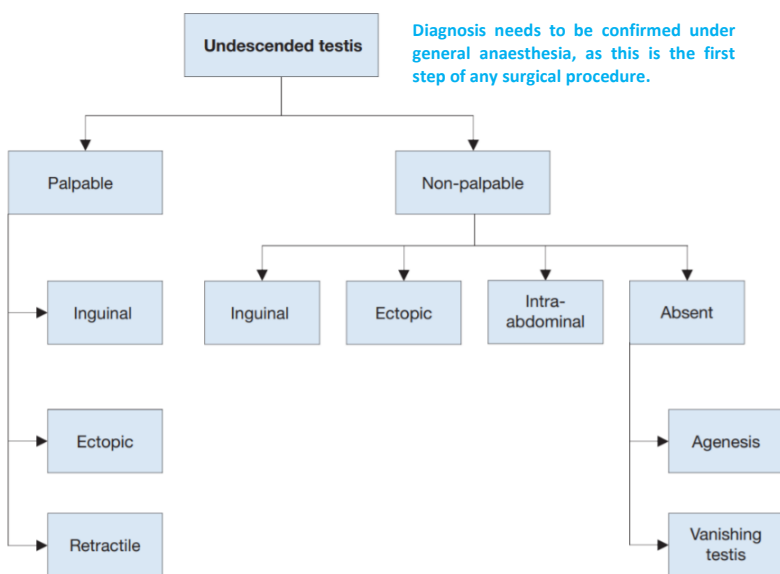 Undescended testis
Diagnosis needs to be confirmed under
general anaesthesia, as this is the first
step of any surgical procedure.
Palpable
Non-palpable
Inguinal
Inguinal
Ectopic
Intra-
abdominal
Absent
Ectopic
Agenesis
Retractile
Vanishing
testis